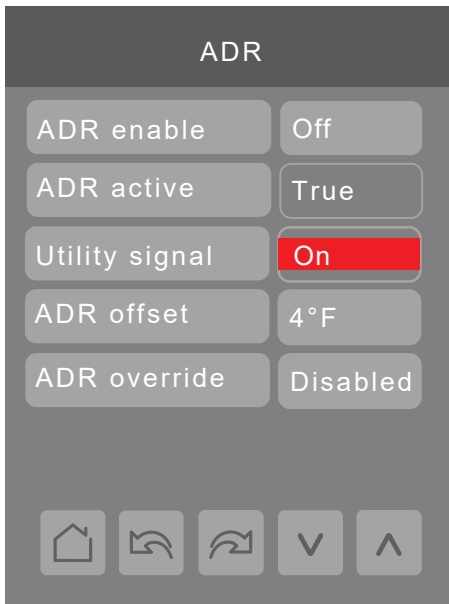 ADR
ADR enable Off
ADR active True
Utility signal On
ADR offset 4°F
ADR override Disabled